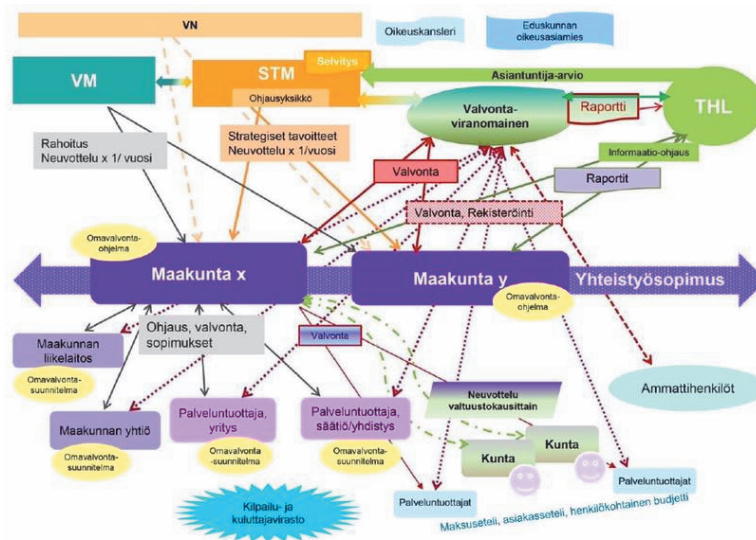 VN
Oikeuskansleri
Eduskunnan
oikeusasiamies
VM
STM
Selvitys
Ohjausyksikkö
Asiantuntija-arvio
Valvonta-
viranomainen
Raportti
THL
Rahoitus
Neuvottelu x 1/ vuosi
Strategiset tavoitteet
Neuvottelu x 1/vuosi
Informaatio-ohjaus
Valvonta
Raportit
Valvonta, Rekisteröinti
Omavalvonta-
ohjelma
Maakunta x
Maakunta y
Yhteistyösopimus
Omavalvonta-
ohjelma
Ohjaus, valvonta,
sopimukset
Valvonta
Maakunnan
liikelaitos
Omavalvonta-
suunnitelma
Maakunnan yhtiö
Omavalvonta-
suunnitelma
Palveluntuottaja,
yritys
Omavalvonta
-suunnitelma
Palveluntuottaja,
säätiö/yhdistys
Omavalvonta-
suunnitelma
Neuvottelu
valtuustokausittain
Ammattihenkilöt
Kunta
Kunta
Palveluntuottajat
Palveluntuottajat
Maksuseteli, asiakasseteli, henkilökohtainen budjetti
Kilpailu- ja
kuluttajavirasto